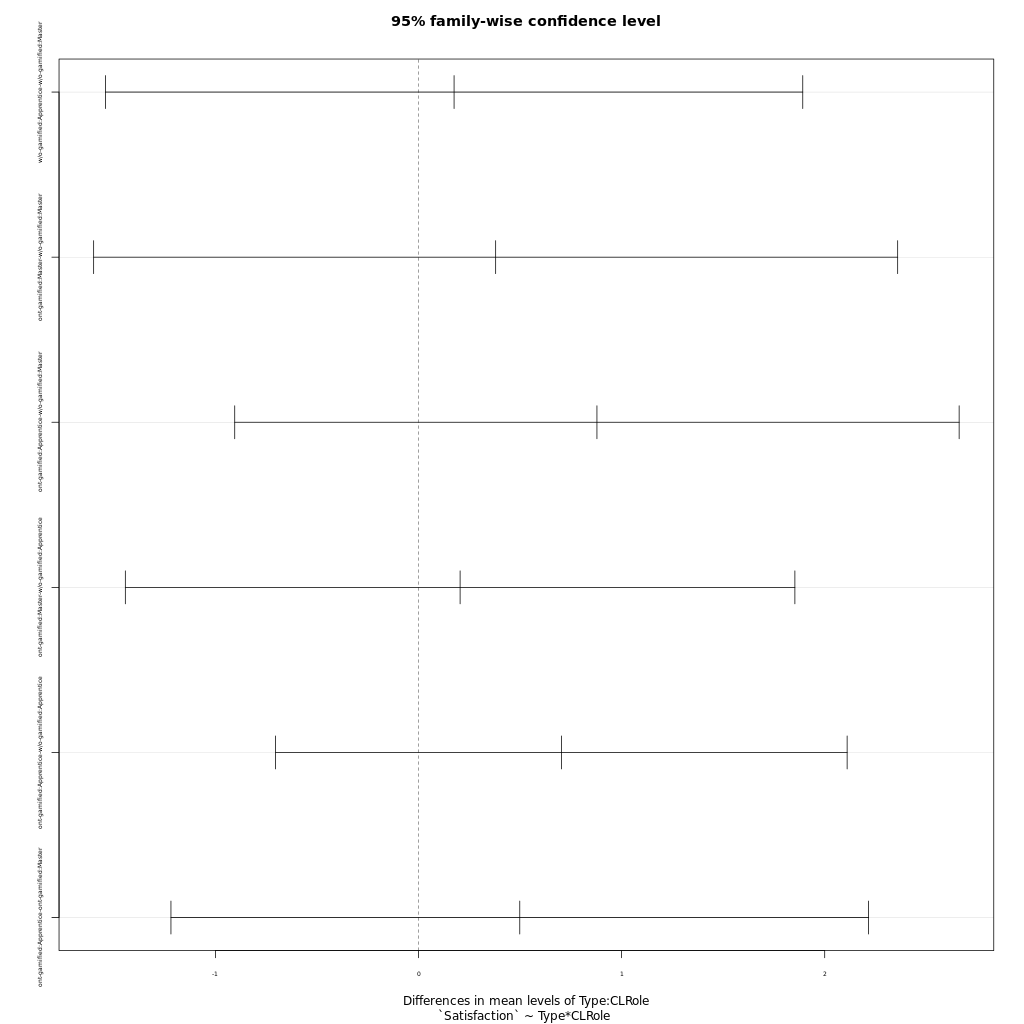 95% family-wise confidence level
w/o-gamified:Apprentice-w/o-gamified:Master
ont-gamified:Master-w/o-gamified:Master
ont-gamified:Apprentice-w/o-gamified:Master
ont-gamified:Master-w/o-gamified:Apprentice
ont-gamified:Apprentice-w/o-gamified:Apprentice
ont-gamified:Apprentice-ont-gamified:Master
-1 0 1 2
Differences in mean levels of Type:CLRole
`Satisfaction` ~ Type*CLRole